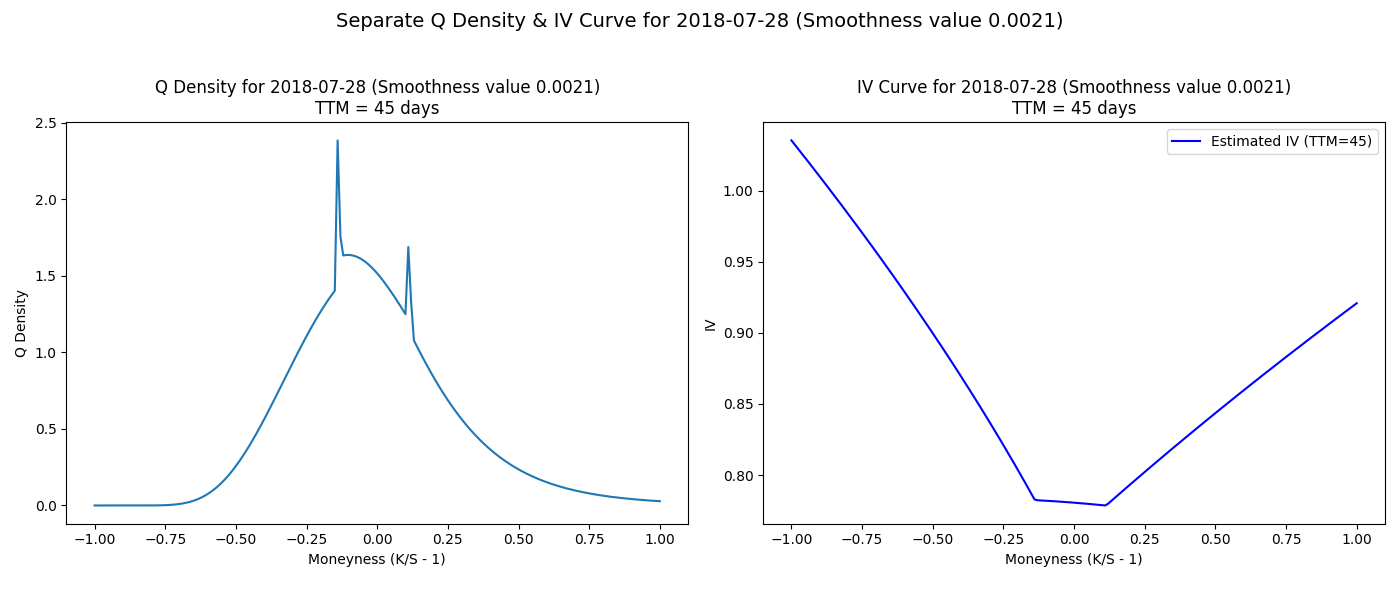 Separate Q Density & IV Curve for 2018-07-28 (Smoothness value 0.0021)
Q Density for 2018-07-28 (Smoothness value 0.0021)
TTM = 45 days
2.5
2.0
1.5
1.0
0.5
0.0
Q Density
−1.00 −0.75 −0.50 −0.25 0.00 0.25 0.50 0.75 1.00
Moneyness (K/S - 1)
IV Curve for 2018-07-28 (Smoothness value 0.0021)
TTM = 45 days
Estimated IV (TTM=45)
1.00
0.95
0.90
0.85
0.80
IV
−1.00 −0.75 −0.50 −0.25 0.00 0.25 0.50 0.75 1.00
Moneyness (K/S - 1)